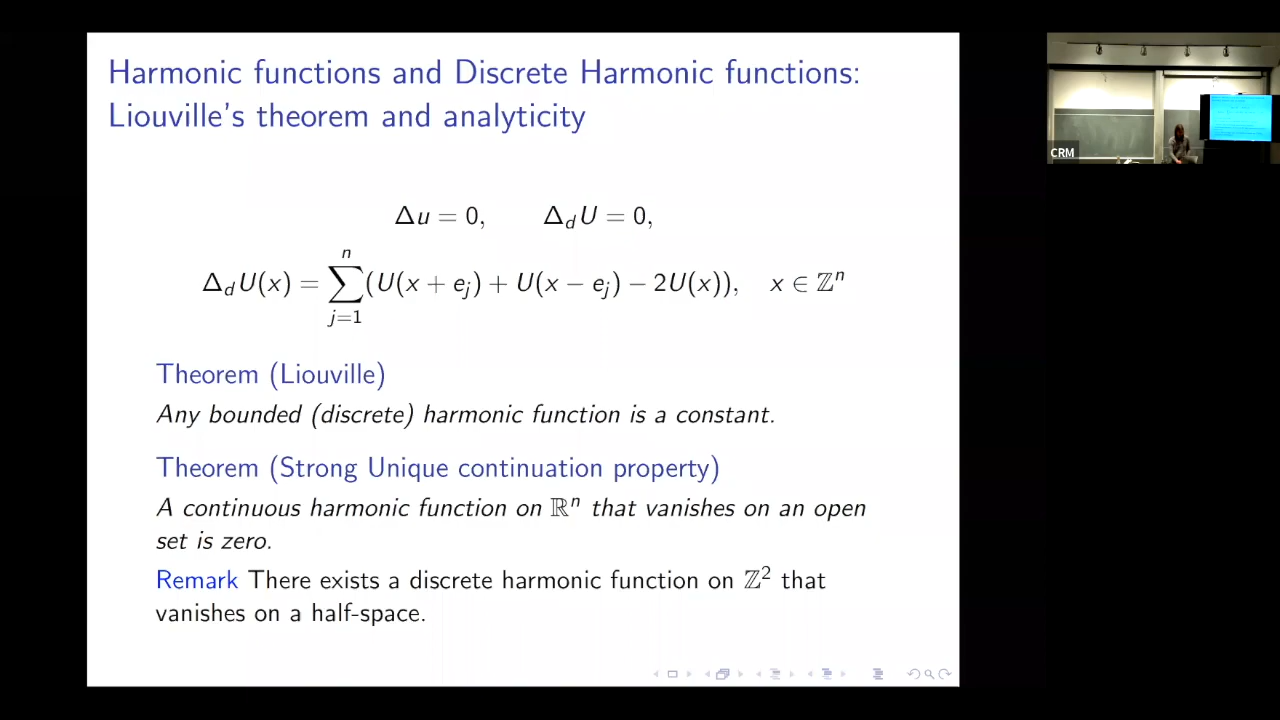 Harmonic functions and Discrete Harmonic functions:
Liouville's theorem and analyticity
Δu = 0, Δ_d U = 0,
Δ_d U(x) = ∑_{j=1}^{n} (U(x + e_j) + U(x − e_j) − 2U(x)), x ∈ ℤⁿ
Theorem (Liouville)
Any bounded (discrete) harmonic function is a constant.
Theorem (Strong Unique continuation property)
A continuous harmonic function on ℝⁿ that vanishes on an open
set is zero.
Remark There exists a discrete harmonic function on ℤ² that
vanishes on a half-space.
CRM